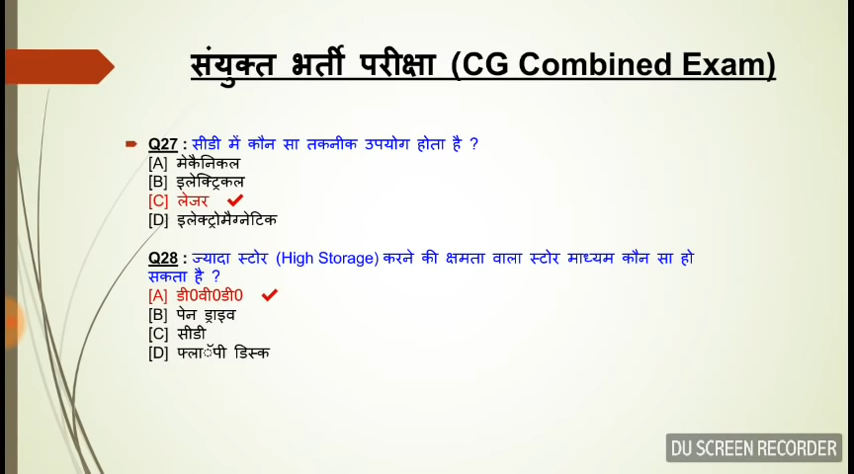 संयुक्त भर्ती परीक्षा (CG Combined Exam)
Q27 : सीडी में कौन सा तकनीक उपयोग होता है ?
[A] मेकैनिकल
[B] इलेक्ट्रिकल
[C] लेजर
[D] इलेक्ट्रोमैग्नेटिक
Q28 : ज्यादा स्टोर (High Storage) करने की क्षमता वाला स्टोर माध्यम कौन सा हो
सकता है ?
[A] डी0वी0डी0
[B] पेन ड्राइव
[C] सीडी
[D] फ्लाॅपी डिस्क
DU SCREEN RECORDER